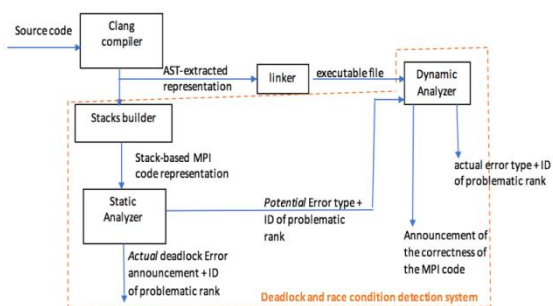 Source code
Clang
compiler
AST-extracted
representation
linker
executable file
Dynamic
Analyzer
Stacks builder
Stack-based MPI
code representation
actual error type + ID
of problematic rank
Static
Analyzer
Potential Error type +
ID of problematic
rank
Announcement of
the correctness of
the MPI code
Actual deadlock Error
announcement + ID
of problematic rank
Deadlock and race condition detection system